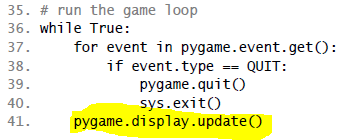 35. # run the game loop
36. while True:
37.     for event in pygame.event.get():
38.         if event.type == QUIT:
39.             pygame.quit()
40.             sys.exit()
41.     pygame.display.update()